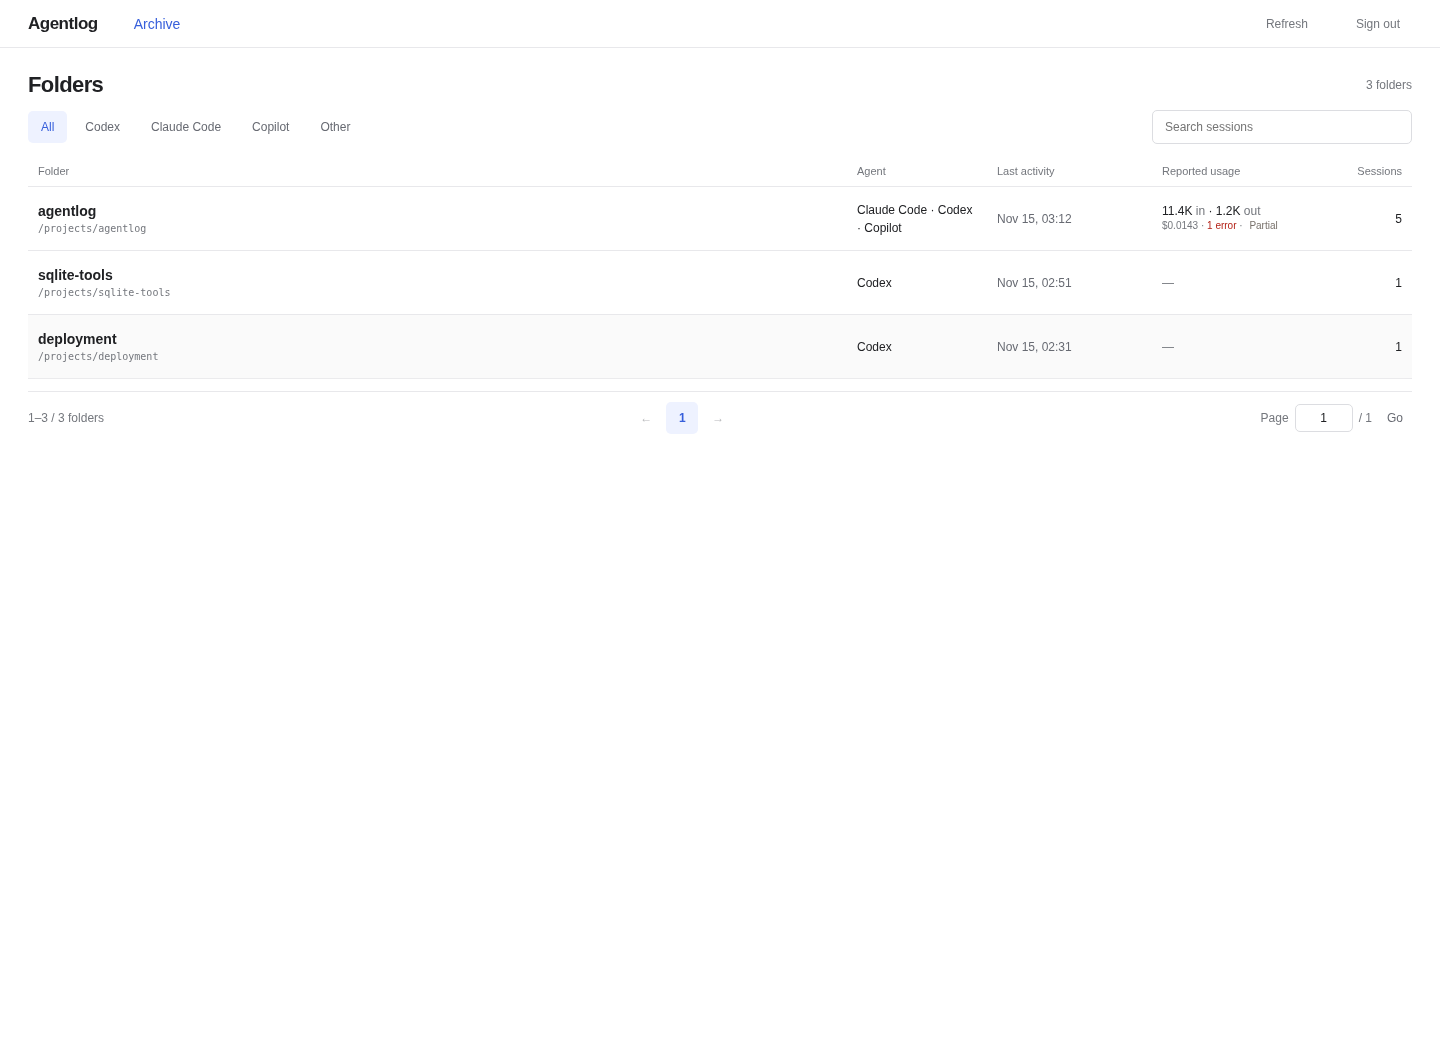 Agentlog Archive Refresh Sign out
Folders 3 folders
All Codex Claude Code Copilot Other Search sessions
Folder Agent Last activity Reported usage Sessions
agentlog
/projects/agentlog
Claude Code · Codex
· Copilot
Nov 15, 03:12
11.4K in · 1.2K out
$0.0143 · 1 error · Partial
5
sqlite-tools
/projects/sqlite-tools
Codex Nov 15, 02:51 — 1
deployment
/projects/deployment
Codex Nov 15, 02:31 — 1
1–3 / 3 folders ← 1 → Page 1 / 1 Go